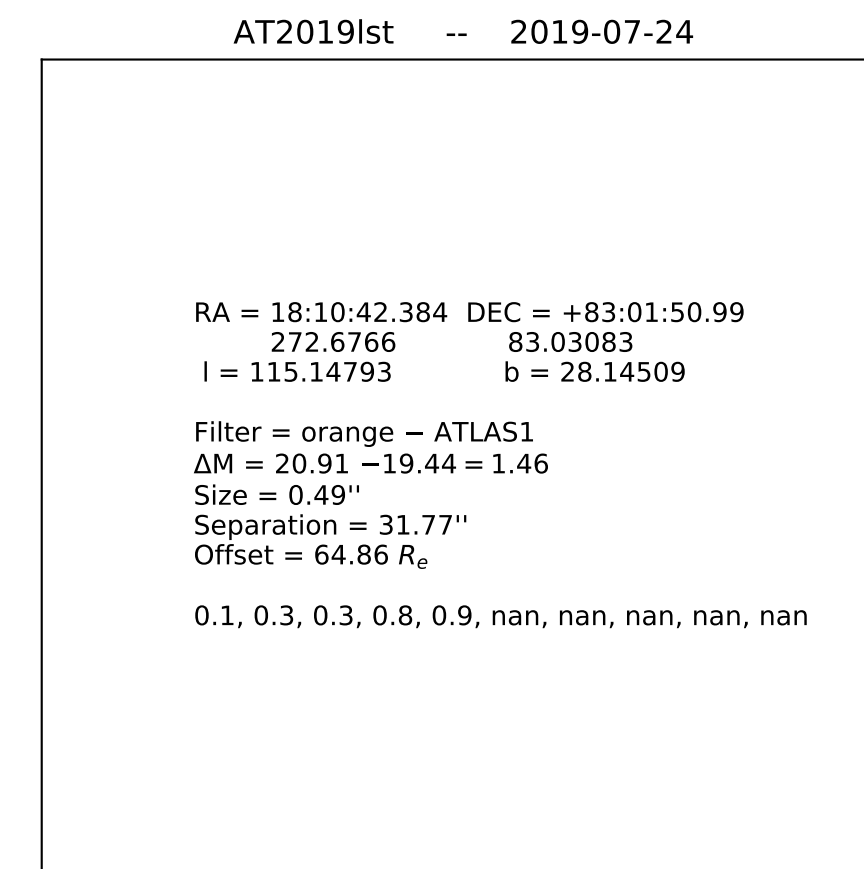 AT2019lst -- 2019-07-24
RA = 18:10:42.384 DEC = +83:01:50.99
272.6766 83.03083
l = 115.14793 b = 28.14509
Filter = orange − ATLAS1
ΔM = 20.91 −19.44 = 1.46
Size = 0.49''
Separation = 31.77''
Offset = 64.86 Rₑ
0.1, 0.3, 0.3, 0.8, 0.9, nan, nan, nan, nan, nan